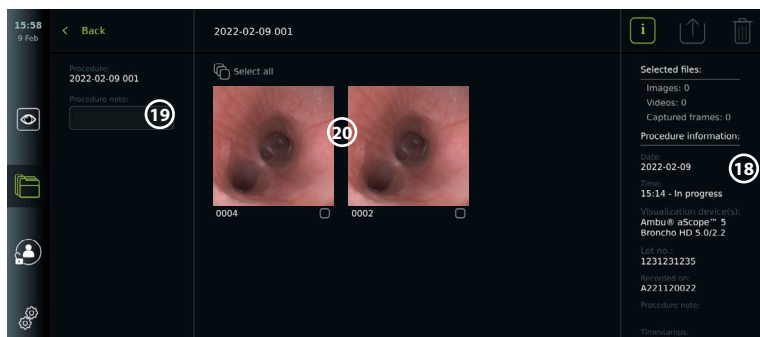 15:58
9 Feb
Back
2022-02-09 001
i
Procedure:
2022-02-09 001
Procedure note:
19
Select all
20
0004
0002
Selected files:
Images: 0
Videos: 0
Captured frames: 0
Procedure information:
Date:
2022-02-09
18
Time:
15:14 - In progress
Visualization device(s):
Ambu® aScope™ 5
Broncho HD 5.0/2.2
Lot no.:
1231231235
Recorded on:
A221120022
Procedure note:
Timestamps: